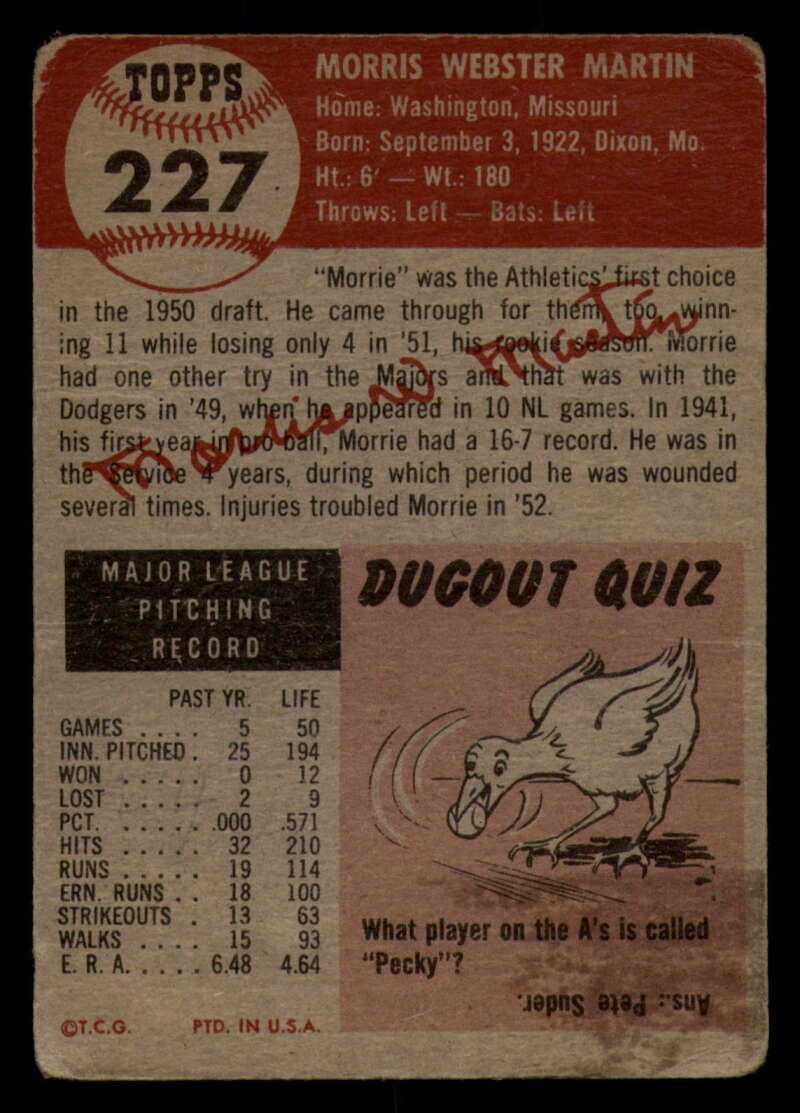 TOPPS
227
MORRIS WEBSTER MARTIN
Home: Washington, Missouri
Born: September 3, 1922, Dixon, Mo.
Ht.: 6' — Wt.: 180
Throws: Left — Bats: Left
"Morrie" was the Athletics' first choice
in the 1950 draft. He came through for them, too, winn-
ing 11 while losing only 4 in '51, his rookie season. Morrie
had one other try in the Majors and that was with the
Dodgers in '49, when he appeared in 10 NL games. In 1941,
his first year in pro ball, Morrie had a 16-7 record. He was in
the Service 4 years, during which period he was wounded
several times. Injuries troubled Morrie in '52.
Morris W Martin
MAJOR LEAGUE
PITCHING
RECORD
PAST YR. LIFE
GAMES .... 5 50
INN. PITCHED . 25 194
WON ..... 0 12
LOST ..... 2 9
PCT. ..... .000 .571
HITS ..... 32 210
RUNS ..... 19 114
ERN. RUNS .. 18 100
STRIKEOUTS . 13 63
WALKS .... 15 93
E. R. A. .... 6.48 4.64
©T.C.G. PTD. IN U.S.A.
DUGOUT QUIZ
What player on the A's is called
"Pecky"?
Ans.: Pete Suder.